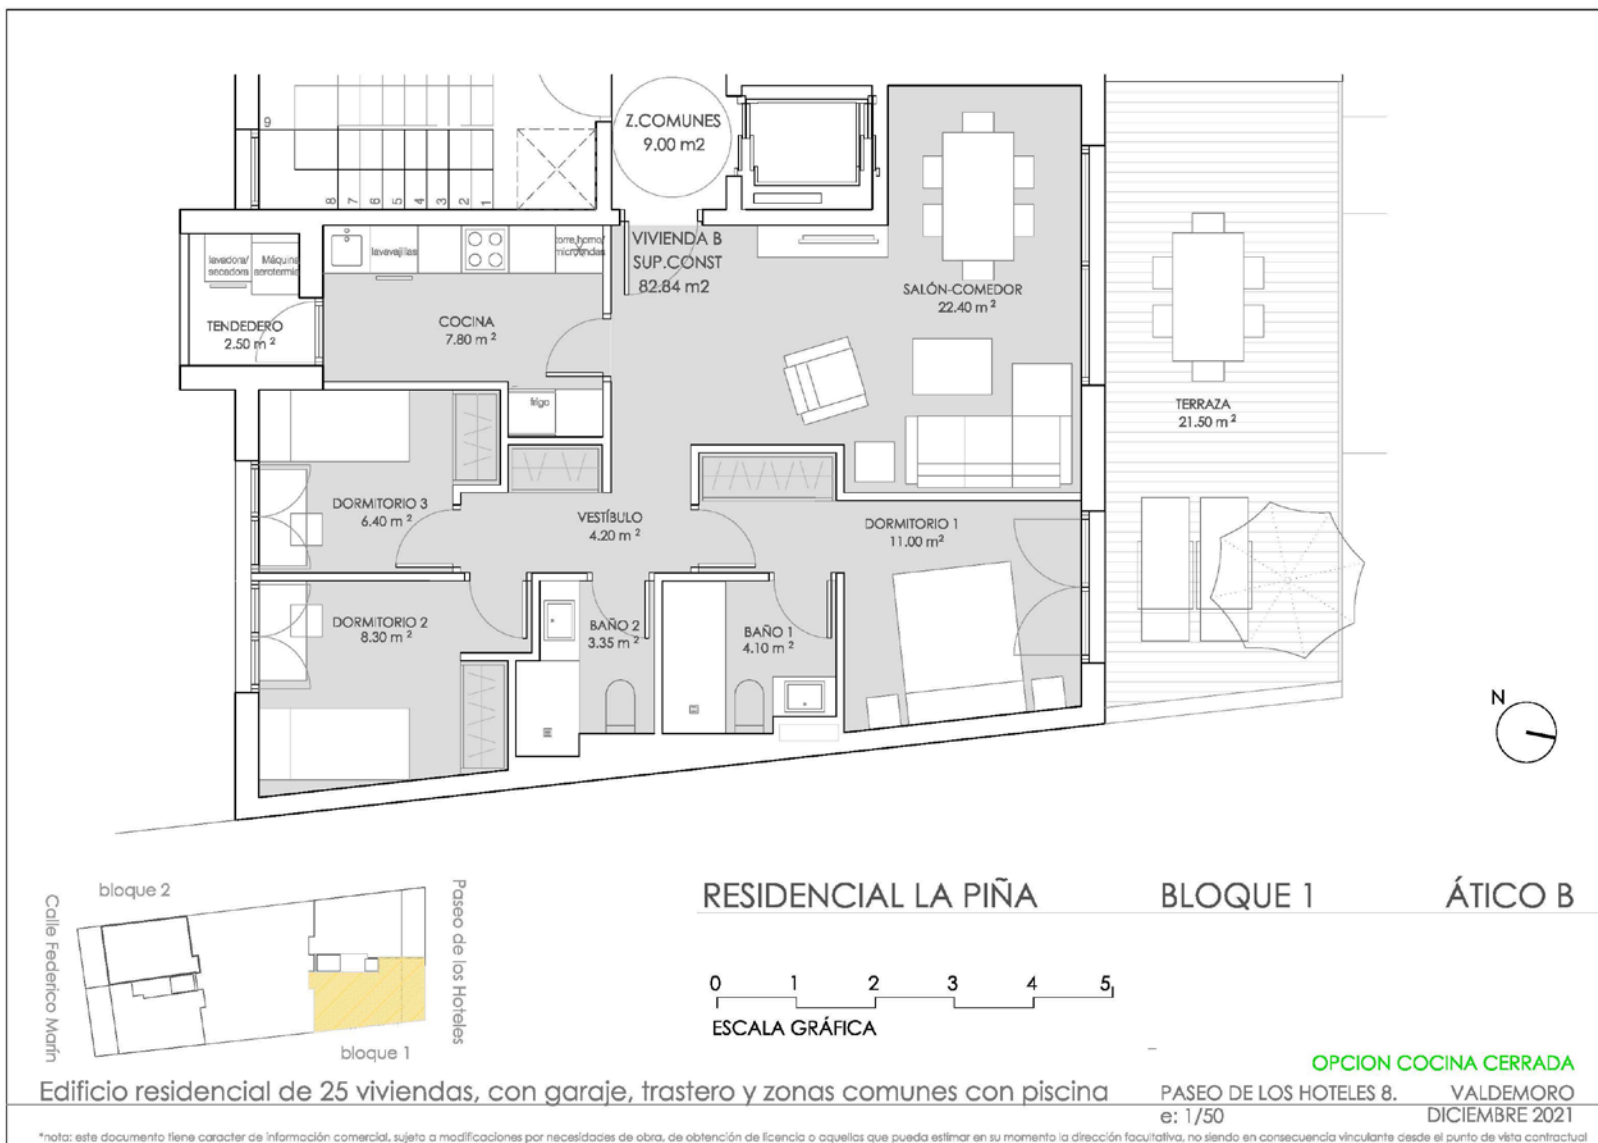 Z.COMUNES
9.00 m2
9
8
7
6
5
4
3
2
1
lavadora/
secadora
Máquina
aerotermia
lavavajillas
torre horno/
microondas
VIVIENDA B
SUP.CONST
82.84 m2
SALÓN-COMEDOR
22.40 m²
TENDEDERO
2.50 m²
COCINA
7.80 m²
frigo
TERRAZA
21.50 m²
DORMITORIO 3
6.40 m²
VESTÍBULO
4.20 m²
DORMITORIO 1
11.00 m²
DORMITORIO 2
8.30 m²
BAÑO 2
3.35 m²
BAÑO 1
4.10 m²
N
bloque 2
Calle Federico Marín
Paseo de los Hoteles
bloque 1
RESIDENCIAL LA PIÑA
BLOQUE 1
ÁTICO B
0 1 2 3 4 5
ESCALA GRÁFICA
OPCION COCINA CERRADA
Edificio residencial de 25 viviendas, con garaje, trastero y zonas comunes con piscina
PASEO DE LOS HOTELES 8. VALDEMORO
e: 1/50 DICIEMBRE 2021
*nota: este documento tiene caracter de información comercial, sujeto a modificaciones por necesidades de obra, de obtención de licencia o aquellas que pueda estimar en su momento la dirección facultativa, no siendo en consecuencia vinculante desde el punto de vista contractual